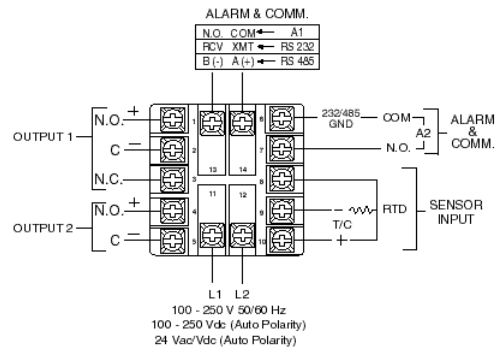 ALARM & COMM.
N.O. COM A1
RCV XMT RS 232
B (-) A (+) RS 485
OUTPUT 1
N.O. +
C −
N.C.
OUTPUT 2
N.O. +
C −
1
2
3
4
5
13
14
11
12
6
7
8
9
10
232/485
GND
COM
A2
N.O.
ALARM
&
COMM.
− RTD
T/C
+
SENSOR
INPUT
L1 L2
100 - 250 V 50/60 Hz
100 - 250 Vdc (Auto Polarity)
24 Vac/Vdc (Auto Polarity)